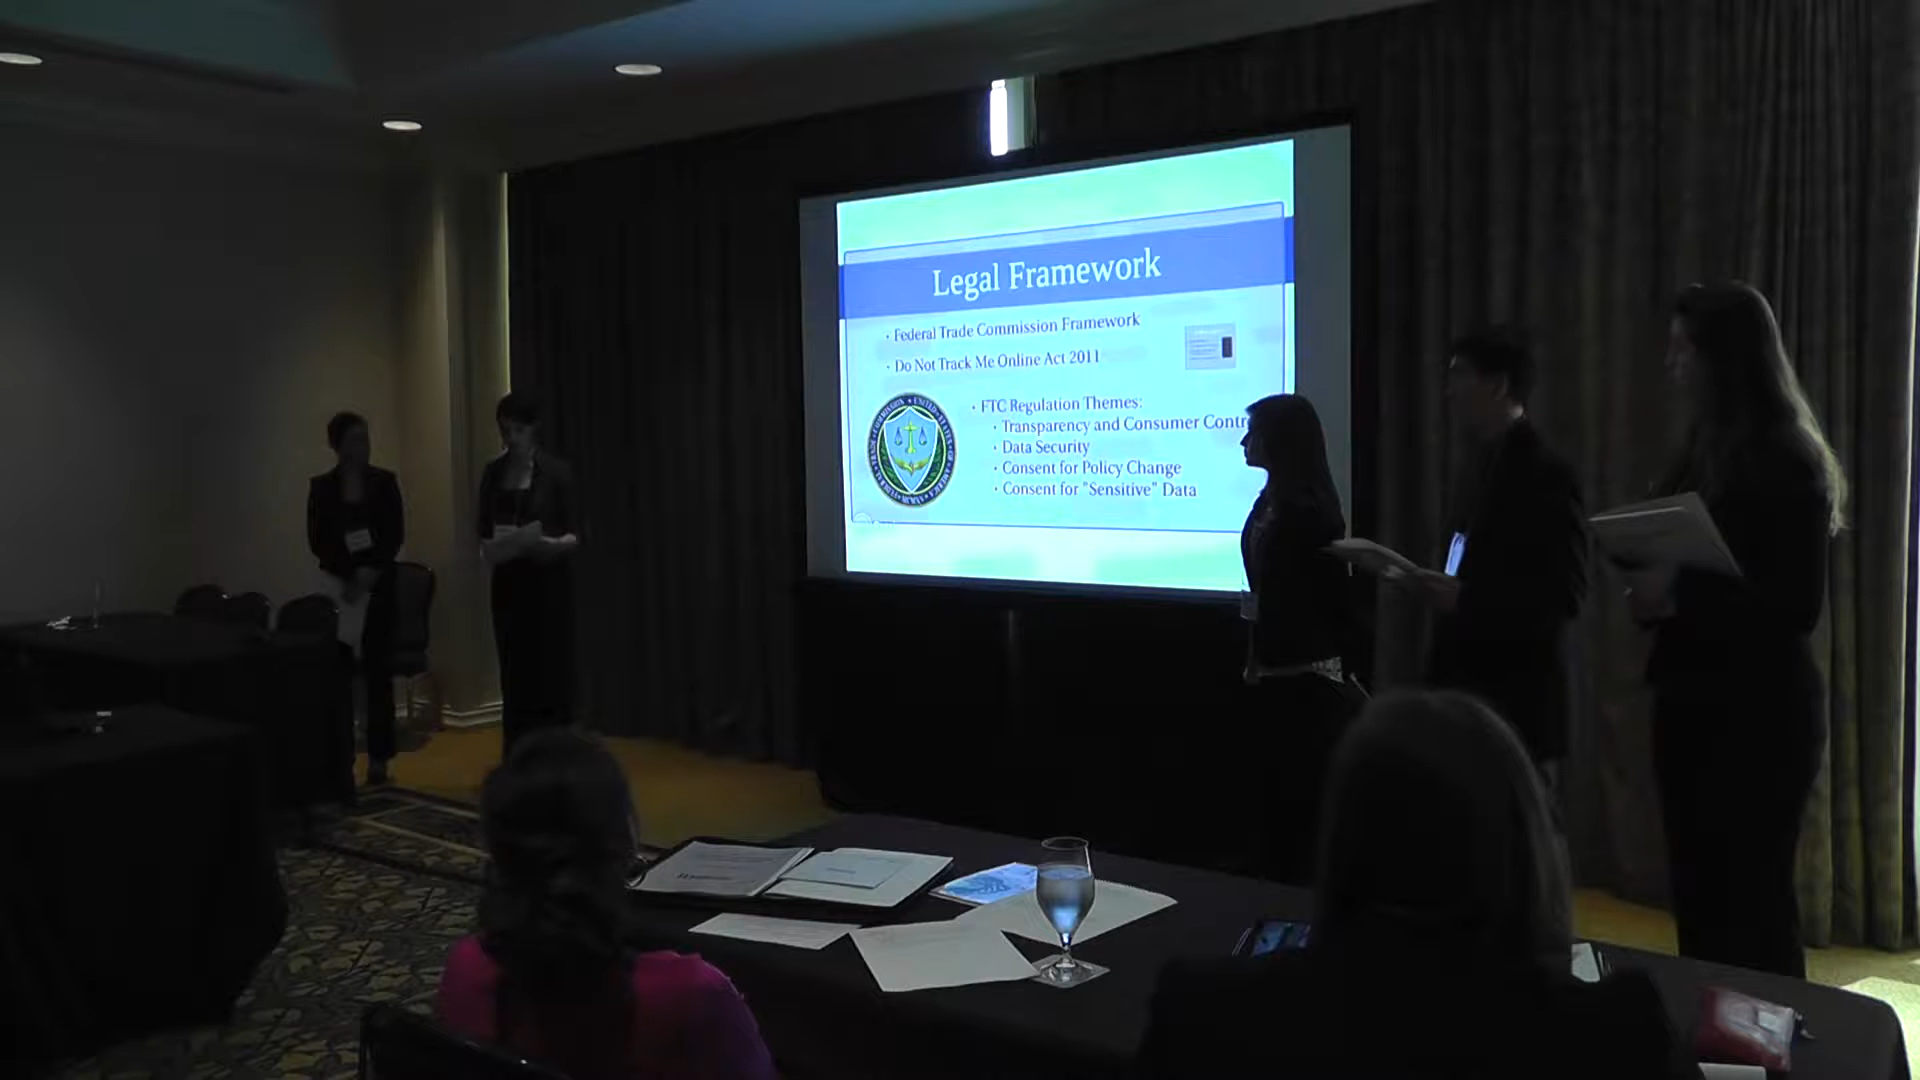 Legal Framework
· Federal Trade Commission Framework
· Do Not Track Me Online Act 2011
· FTC Regulation Themes:
· Transparency and Consumer Contr
· Data Security
· Consent for Policy Change
· Consent for "Sensitive" Data